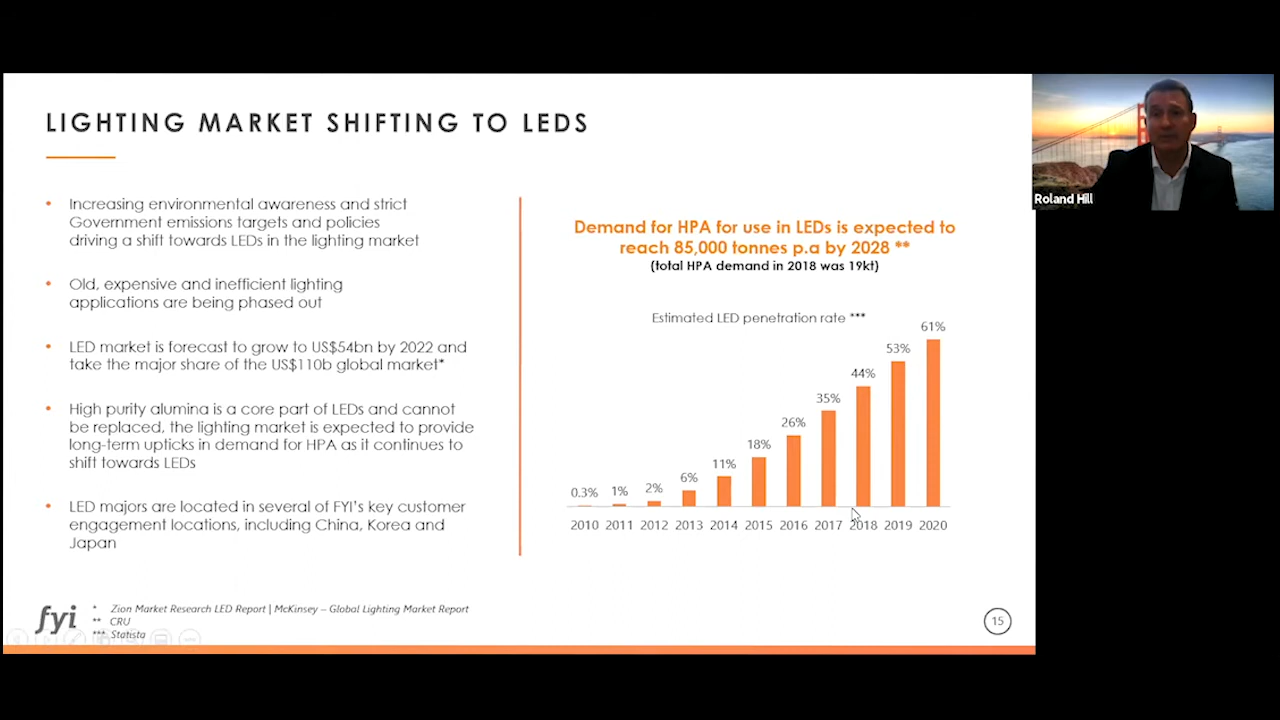 LIGHTING MARKET SHIFTING TO LEDS
• Increasing environmental awareness and strict
Government emissions targets and policies
driving a shift towards LEDs in the lighting market
• Old, expensive and inefficient lighting
applications are being phased out
• LED market is forecast to grow to US$54bn by 2022 and
take the major share of the US$110b global market*
• High purity alumina is a core part of LEDs and cannot
be replaced, the lighting market is expected to provide
long-term upticks in demand for HPA as it continues to
shift towards LEDs
• LED majors are located in several of FYI's key customer
engagement locations, including China, Korea and
Japan
Demand for HPA for use in LEDs is expected to
reach 85,000 tonnes p.a by 2028 **
(total HPA demand in 2018 was 19kt)
Estimated LED penetration rate ***
0.3% 1% 2% 6% 11% 18% 26% 35% 44% 53% 61%
2010 2011 2012 2013 2014 2015 2016 2017 2018 2019 2020
fyi
* Zion Market Research LED Report | McKinsey – Global Lighting Market Report
** CRU
*** Statista
15
Roland Hill